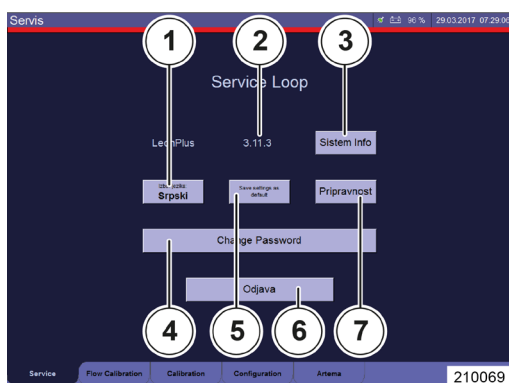 Servis
96 %
29.03.2017 07:29:06
1
2
3
Service Loop
3.11.3
Sistem Info
Srpski
Save settings as
default
Pripravnost
Change Password
Odjava
4
5
6
7
Service
Flow Calibration
Calibration
Configuration
Artema
210069